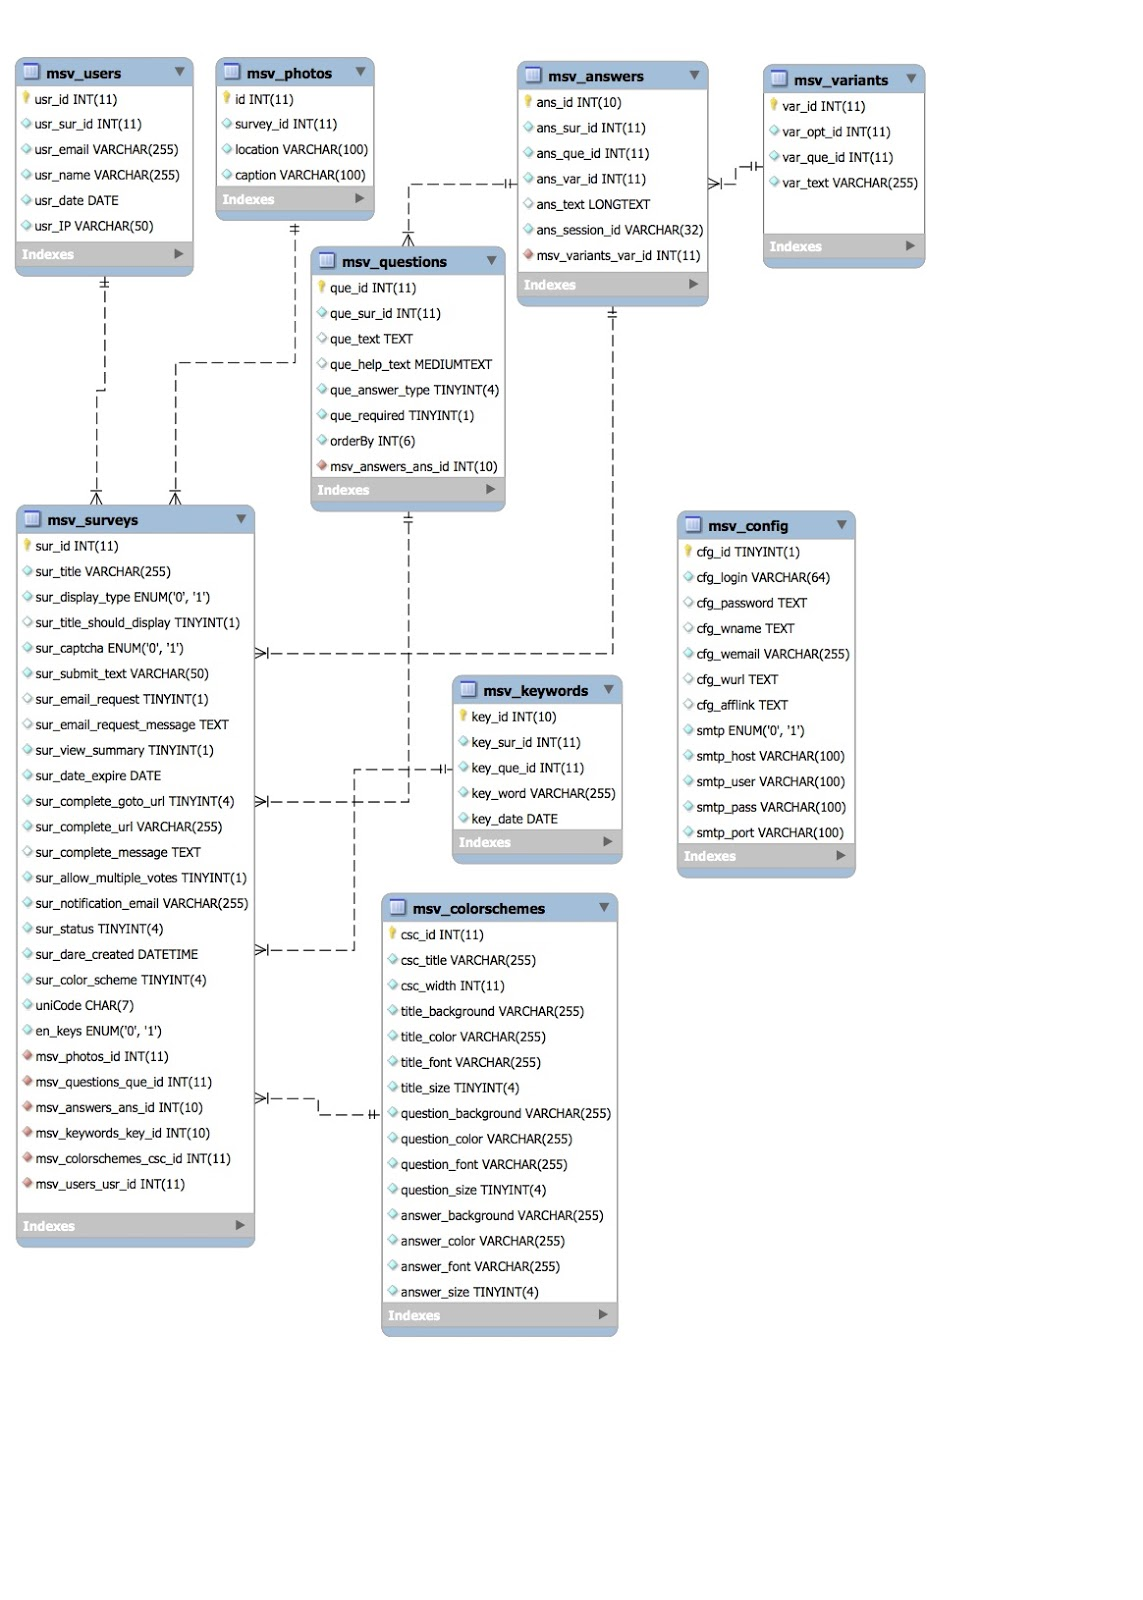 msv_users
usr_id INT(11)
usr_sur_id INT(11)
usr_email VARCHAR(255)
usr_name VARCHAR(255)
usr_date DATE
usr_IP VARCHAR(50)
Indexes
msv_photos
id INT(11)
survey_id INT(11)
location VARCHAR(100)
caption VARCHAR(100)
Indexes
msv_answers
ans_id INT(10)
ans_sur_id INT(11)
ans_que_id INT(11)
ans_var_id INT(11)
ans_text LONGTEXT
ans_session_id VARCHAR(32)
msv_variants_var_id INT(11)
Indexes
msv_variants
var_id INT(11)
var_opt_id INT(11)
var_que_id INT(11)
var_text VARCHAR(255)
Indexes
msv_questions
que_id INT(11)
que_sur_id INT(11)
que_text TEXT
que_help_text MEDIUMTEXT
que_answer_type TINYINT(4)
que_required TINYINT(1)
orderBy INT(6)
msv_answers_ans_id INT(10)
Indexes
msv_surveys
sur_id INT(11)
sur_title VARCHAR(255)
sur_display_type ENUM('0', '1')
sur_title_should_display TINYINT(1)
sur_captcha ENUM('0', '1')
sur_submit_text VARCHAR(50)
sur_email_request TINYINT(1)
sur_email_request_message TEXT
sur_view_summary TINYINT(1)
sur_date_expire DATE
sur_complete_goto_url TINYINT(4)
sur_complete_url VARCHAR(255)
sur_complete_message TEXT
sur_allow_multiple_votes TINYINT(1)
sur_notification_email VARCHAR(255)
sur_status TINYINT(4)
sur_dare_created DATETIME
sur_color_scheme TINYINT(4)
uniCode CHAR(7)
en_keys ENUM('0', '1')
msv_photos_id INT(11)
msv_questions_que_id INT(11)
msv_answers_ans_id INT(10)
msv_keywords_key_id INT(10)
msv_colorschemes_csc_id INT(11)
msv_users_usr_id INT(11)
Indexes
msv_config
cfg_id TINYINT(1)
cfg_login VARCHAR(64)
cfg_password TEXT
cfg_wname TEXT
cfg_wemail VARCHAR(255)
cfg_wurl TEXT
cfg_afflink TEXT
smtp ENUM('0', '1')
smtp_host VARCHAR(100)
smtp_user VARCHAR(100)
smtp_pass VARCHAR(100)
smtp_port VARCHAR(100)
Indexes
msv_keywords
key_id INT(10)
key_sur_id INT(11)
key_que_id INT(11)
key_word VARCHAR(255)
key_date DATE
Indexes
msv_colorschemes
csc_id INT(11)
csc_title VARCHAR(255)
csc_width INT(11)
title_background VARCHAR(255)
title_color VARCHAR(255)
title_font VARCHAR(255)
title_size TINYINT(4)
question_background VARCHAR(255)
question_color VARCHAR(255)
question_font VARCHAR(255)
question_size TINYINT(4)
answer_background VARCHAR(255)
answer_color VARCHAR(255)
answer_font VARCHAR(255)
answer_size TINYINT(4)
Indexes